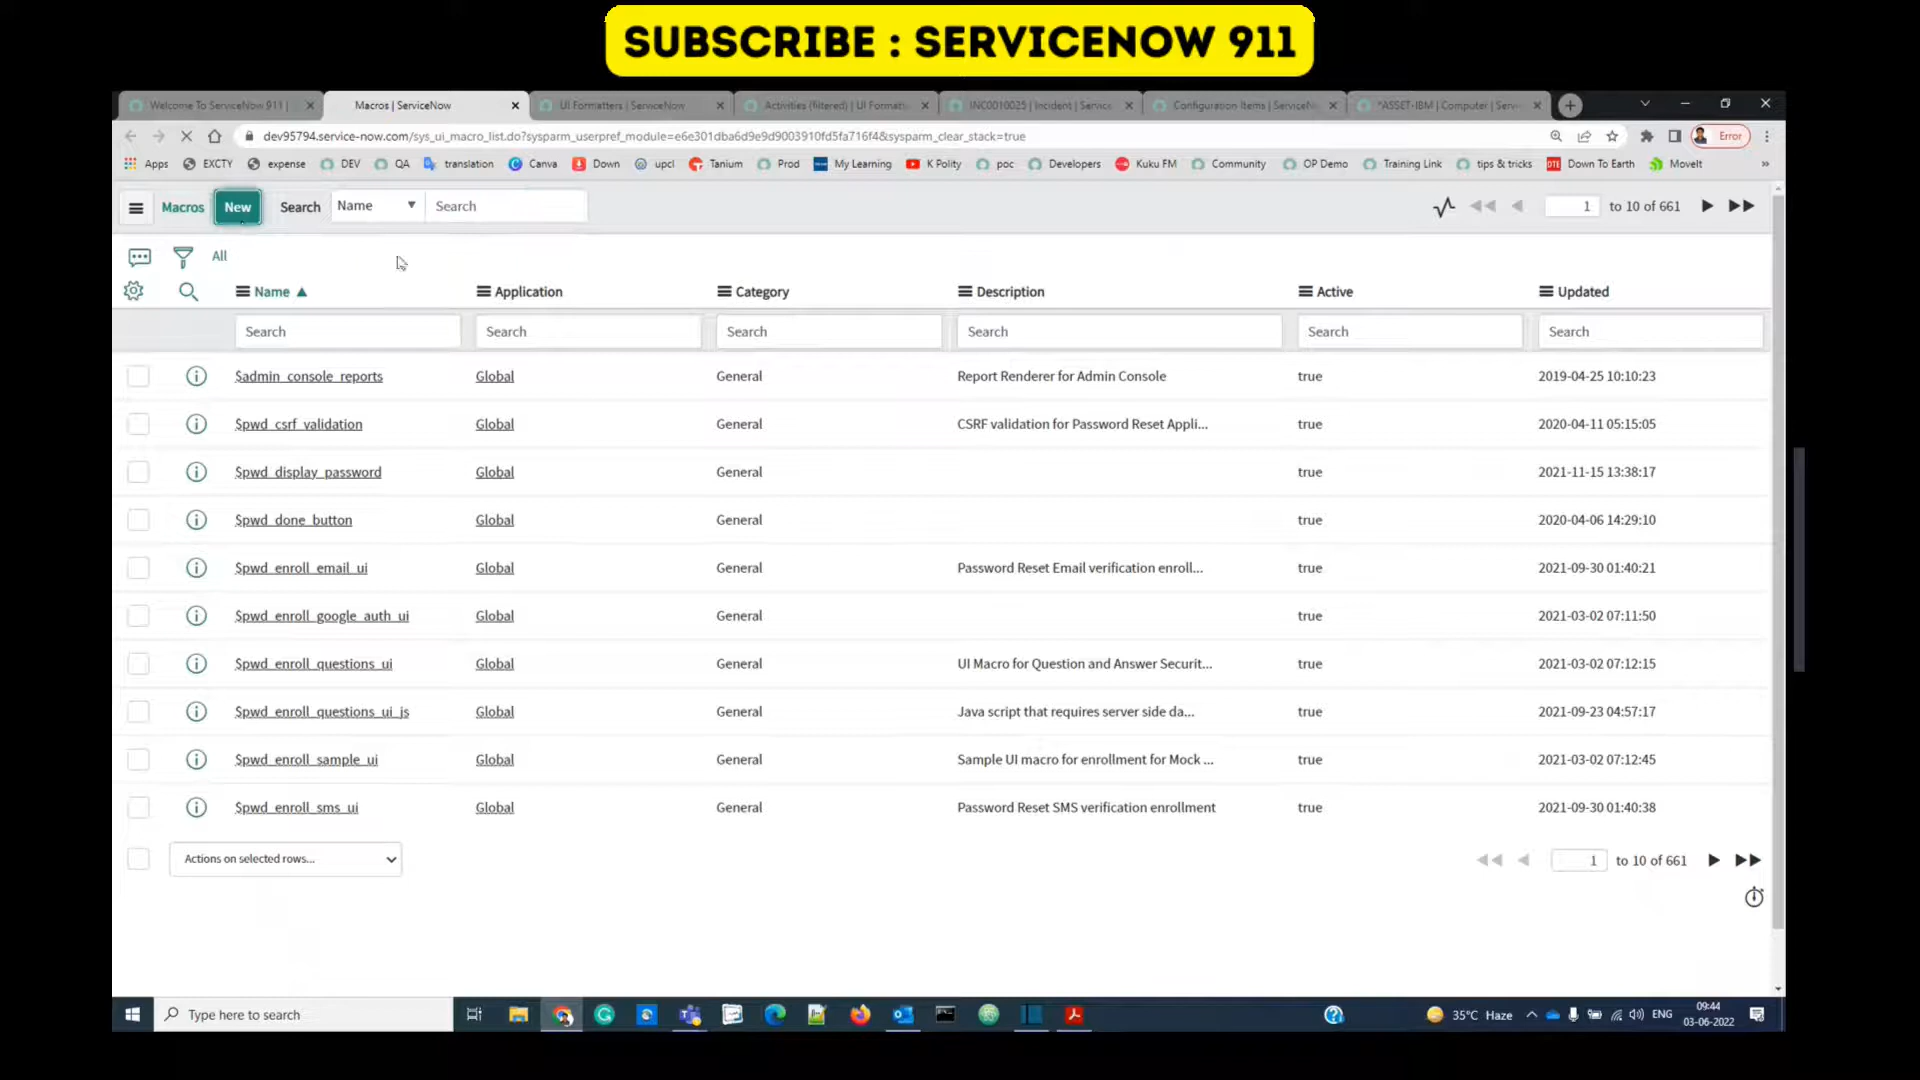 SUBSCRIBE : SERVICENOW 911
Welcome To ServiceNow 911 |
Macros | ServiceNow
UI Formatters | ServiceNow
Activities (filtered) | UI Formatt
INC0010025 | Incident | Service
Configuration Items | ServiceNo
*ASSET-IBM | Computer | Servi
dev95794.service-now.com/sys_ui_macro_list.do?sysparm_userpref_module=e6e301dba6d9e9d9003910fd5fa716f4&sysparm_clear_stack=true
Error
Apps EXCTY expense DEV QA translation Canva Down upcl Tanium Prod My Learning K Polity poc Developers Kuku FM Community OP Demo Training Link tips & tricks Down To Earth MoveIt »
Macros New Search Name Search 1 to 10 of 661
All
Name Application Category Description Active Updated
Search Search Search Search Search Search
$admin_console_reports Global General Report Renderer for Admin Console true 2019-04-25 10:10:23
$pwd_csrf_validation Global General CSRF validation for Password Reset Appli... true 2020-04-11 05:15:05
$pwd_display_password Global General true 2021-11-15 13:38:17
$pwd_done_button Global General true 2020-04-06 14:29:10
$pwd_enroll_email_ui Global General Password Reset Email verification enroll... true 2021-09-30 01:40:21
$pwd_enroll_google_auth_ui Global General true 2021-03-02 07:11:50
$pwd_enroll_questions_ui Global General UI Macro for Question and Answer Securit... true 2021-03-02 07:12:15
$pwd_enroll_questions_ui_js Global General Java script that requires server side da... true 2021-09-23 04:57:17
$pwd_enroll_sample_ui Global General Sample UI macro for enrollment for Mock ... true 2021-03-02 07:12:45
$pwd_enroll_sms_ui Global General Password Reset SMS verification enrollment true 2021-09-30 01:40:38
Actions on selected rows... 1 to 10 of 661
Type here to search 35°C Haze ENG
09:44
03-06-2022